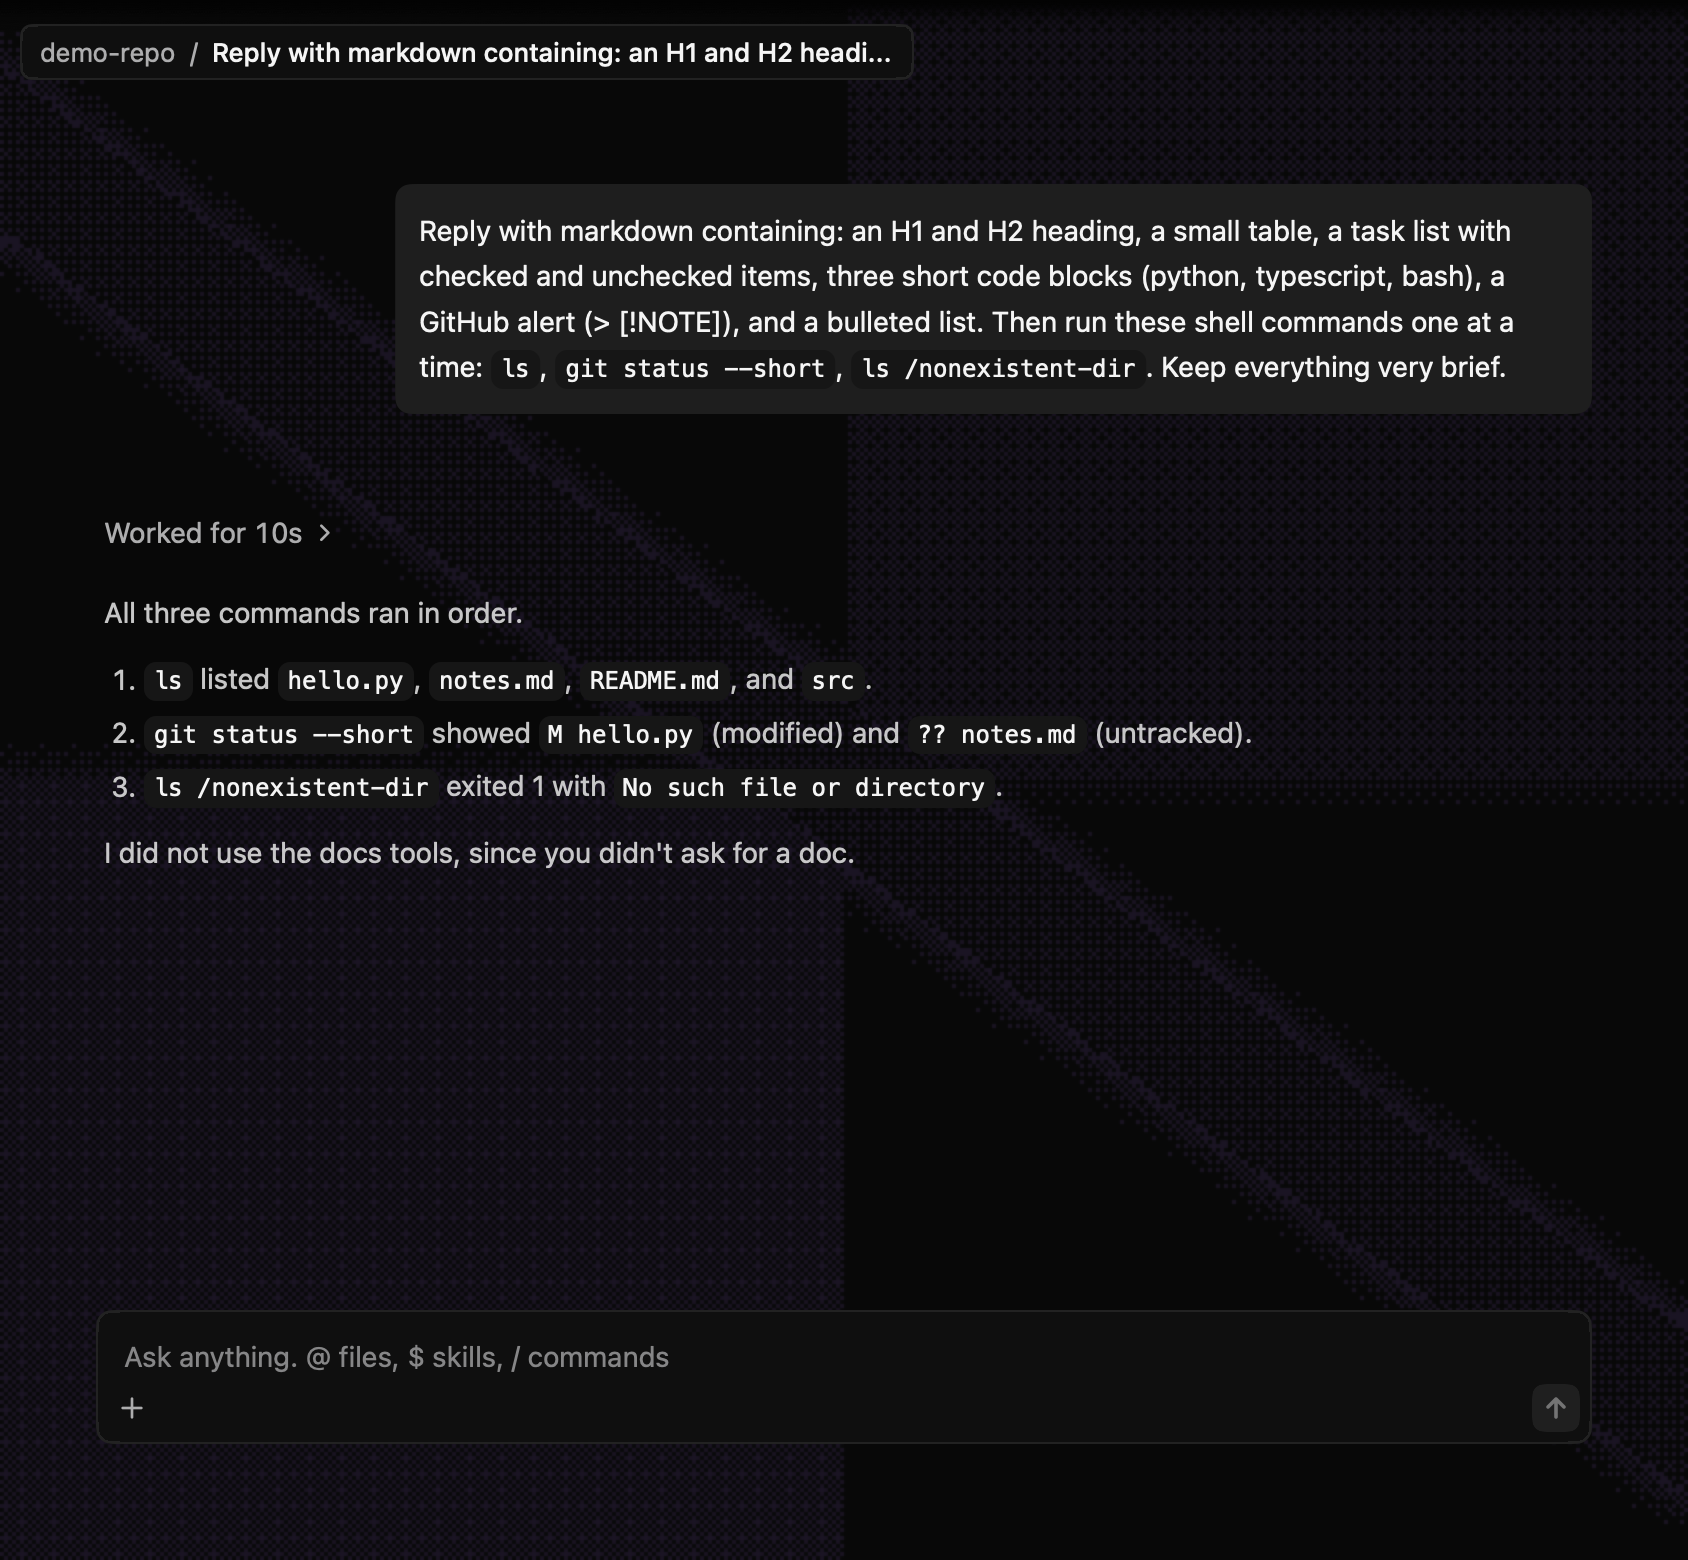 demo-repo / Reply with markdown containing: an H1 and H2 headi...
Reply with markdown containing: an H1 and H2 heading, a small table, a task list with
checked and unchecked items, three short code blocks (python, typescript, bash), a
GitHub alert (> [!NOTE]), and a bulleted list. Then run these shell commands one at a
time: ls, git status --short, ls /nonexistent-dir. Keep everything very brief.
Worked for 10s >
All three commands ran in order.
1. ls listed hello.py, notes.md, README.md, and src.
2. git status --short showed M hello.py (modified) and ?? notes.md (untracked).
3. ls /nonexistent-dir exited 1 with No such file or directory.
I did not use the docs tools, since you didn't ask for a doc.
Ask anything. @ files, $ skills, / commands